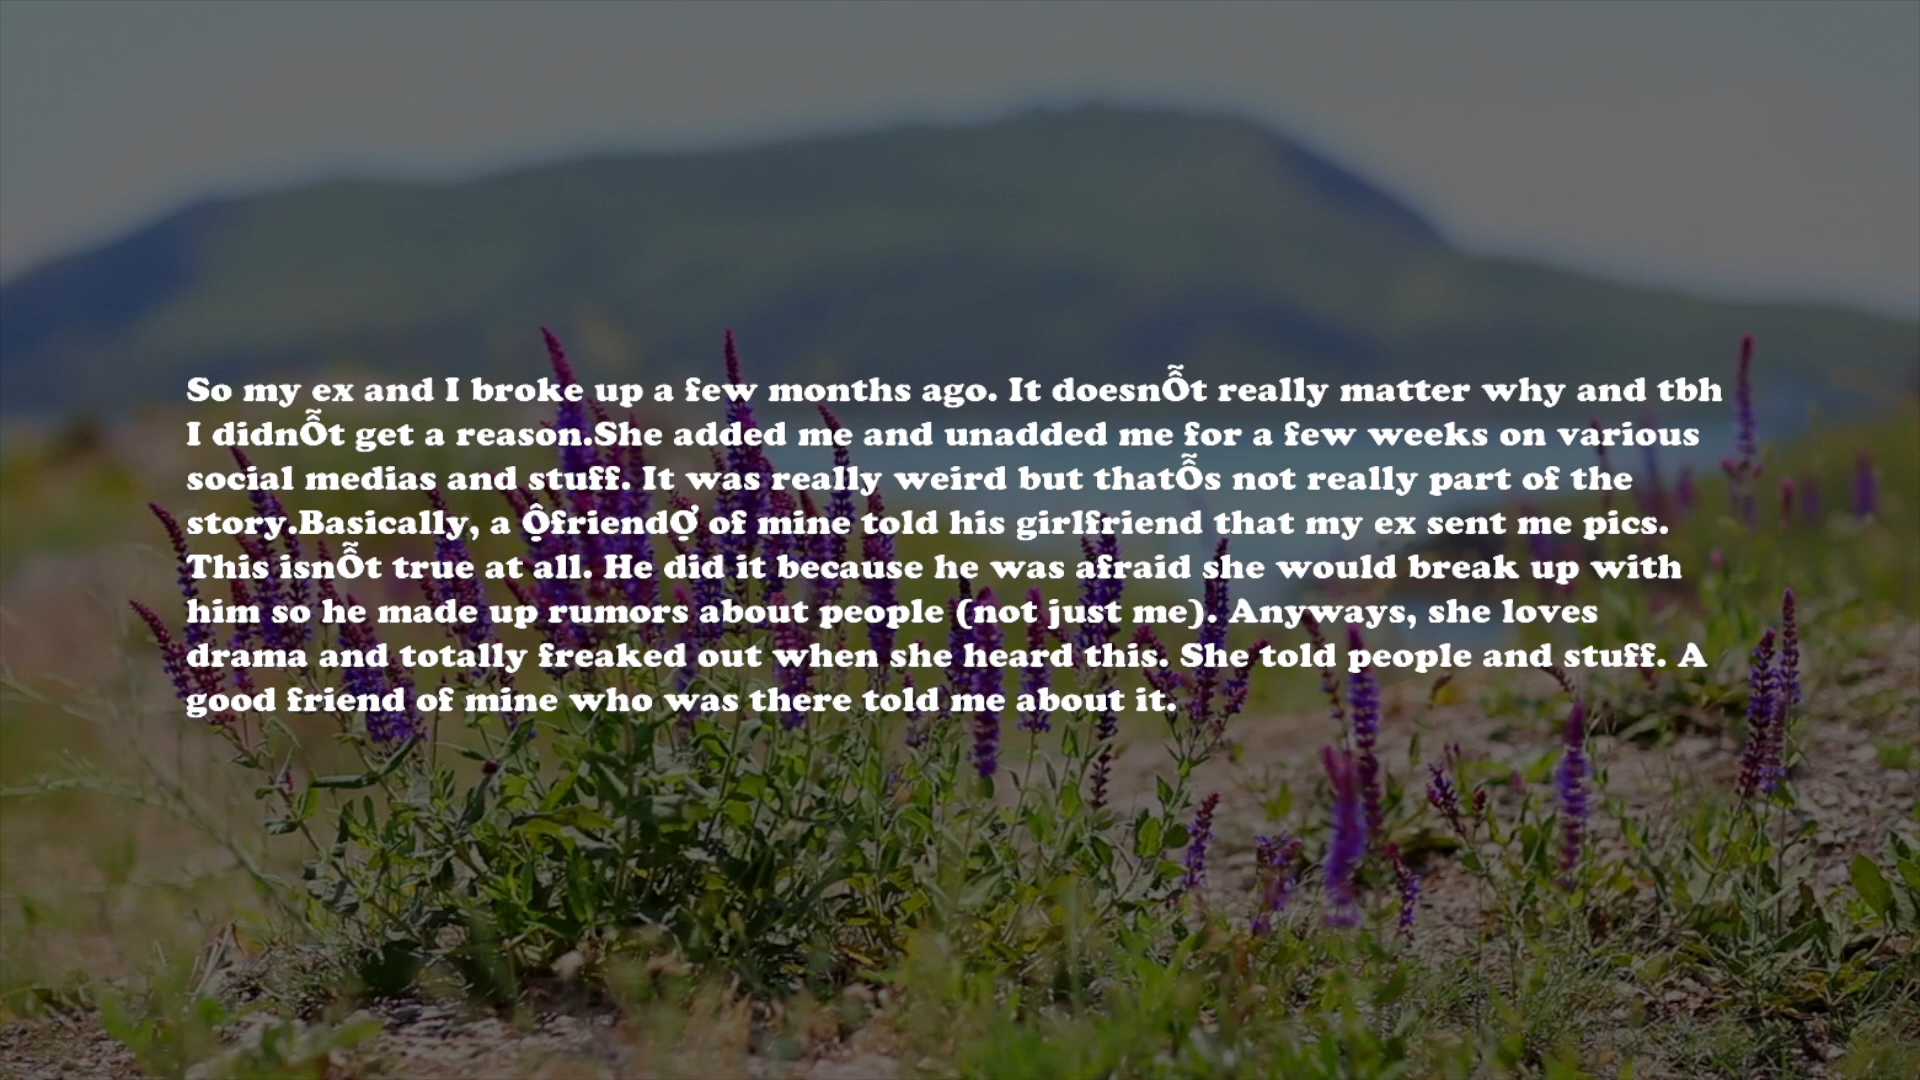 So my ex and I broke up a few months ago. It doesnỖt really matter why and tbh
I didnỖt get a reason.She added me and unadded me for a few weeks on various
social medias and stuff. It was really weird but thatỖs not really part of the
story.Basically, a ỘfriendỢ of mine told his girlfriend that my ex sent me pics.
This isnỖt true at all. He did it because he was afraid she would break up with
him so he made up rumors about people (not just me). Anyways, she loves
drama and totally freaked out when she heard this. She told people and stuff. A
good friend of mine who was there told me about it.